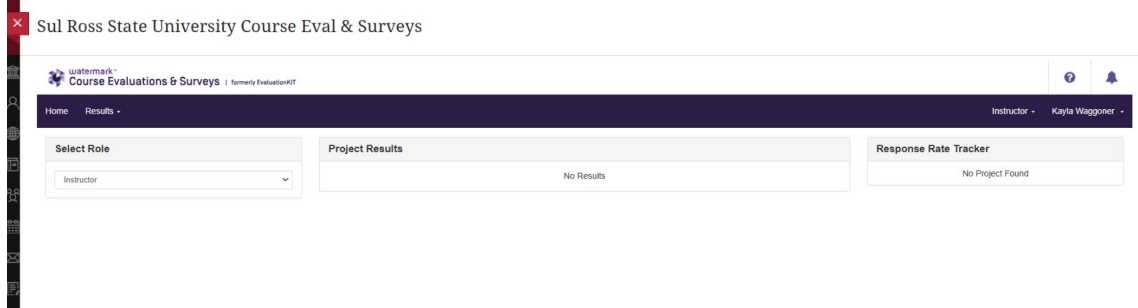 Sul Ross State University Course Eval & Surveys
watermark™
Course Evaluations & Surveys | formerly EvaluationKIT
Home Results
Instructor Kayla Waggoner
Select Role
Instructor
Project Results
No Results
Response Rate Tracker
No Project Found